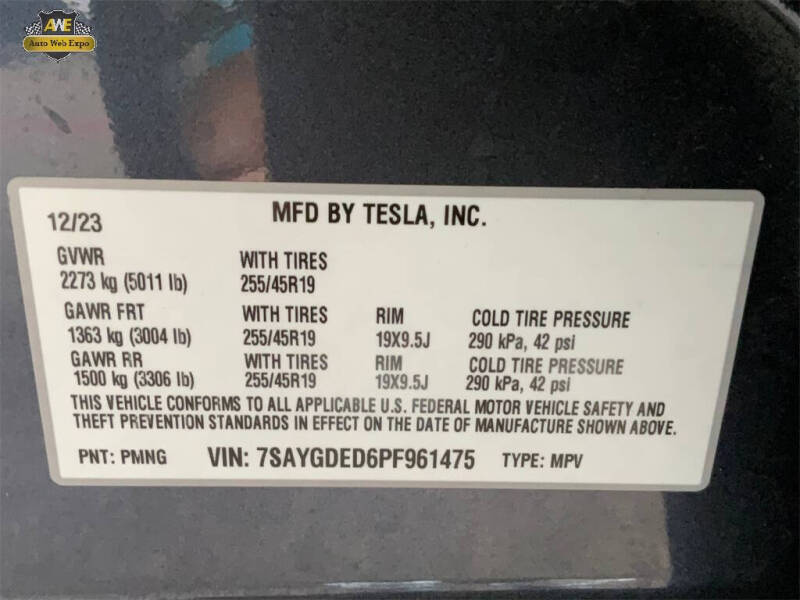 AWE
Auto Web Expo
12/23
MFD BY TESLA, INC.
GVWR
2273 kg (5011 lb)
WITH TIRES
255/45R19
GAWR FRT
1363 kg (3004 lb)
WITH TIRES
255/45R19
RIM
19X9.5J
COLD TIRE PRESSURE
290 kPa, 42 psi
GAWR RR
1500 kg (3306 lb)
WITH TIRES
255/45R19
RIM
19X9.5J
COLD TIRE PRESSURE
290 kPa, 42 psi
THIS VEHICLE CONFORMS TO ALL APPLICABLE U.S. FEDERAL MOTOR VEHICLE SAFETY AND
THEFT PREVENTION STANDARDS IN EFFECT ON THE DATE OF MANUFACTURE SHOWN ABOVE.
PNT: PMNG VIN: 7SAYGDED6PF961475 TYPE: MPV